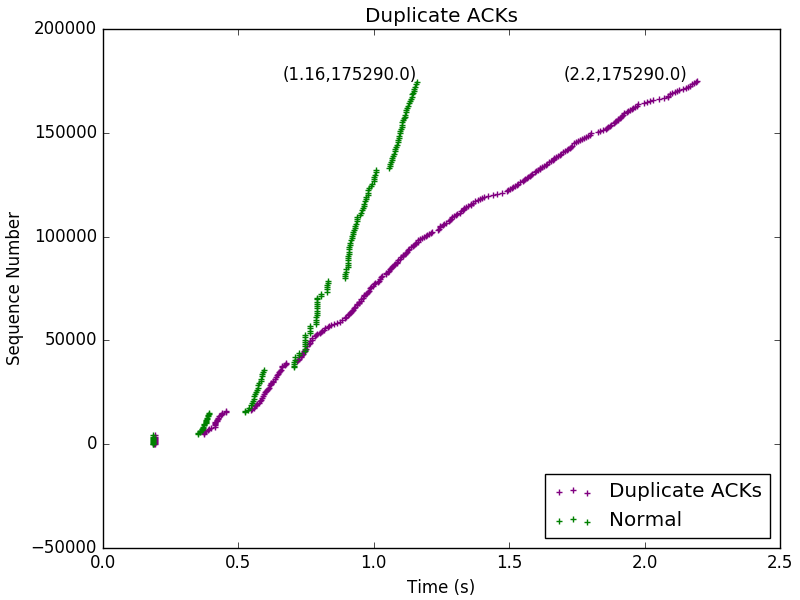 Duplicate ACKs
200000
(1.16,175290.0)
(2.2,175290.0)
150000
100000
Sequence Number
50000
0
Duplicate ACKs
Normal
−50000
0.0
0.5
1.0
1.5
2.0
2.5
Time (s)